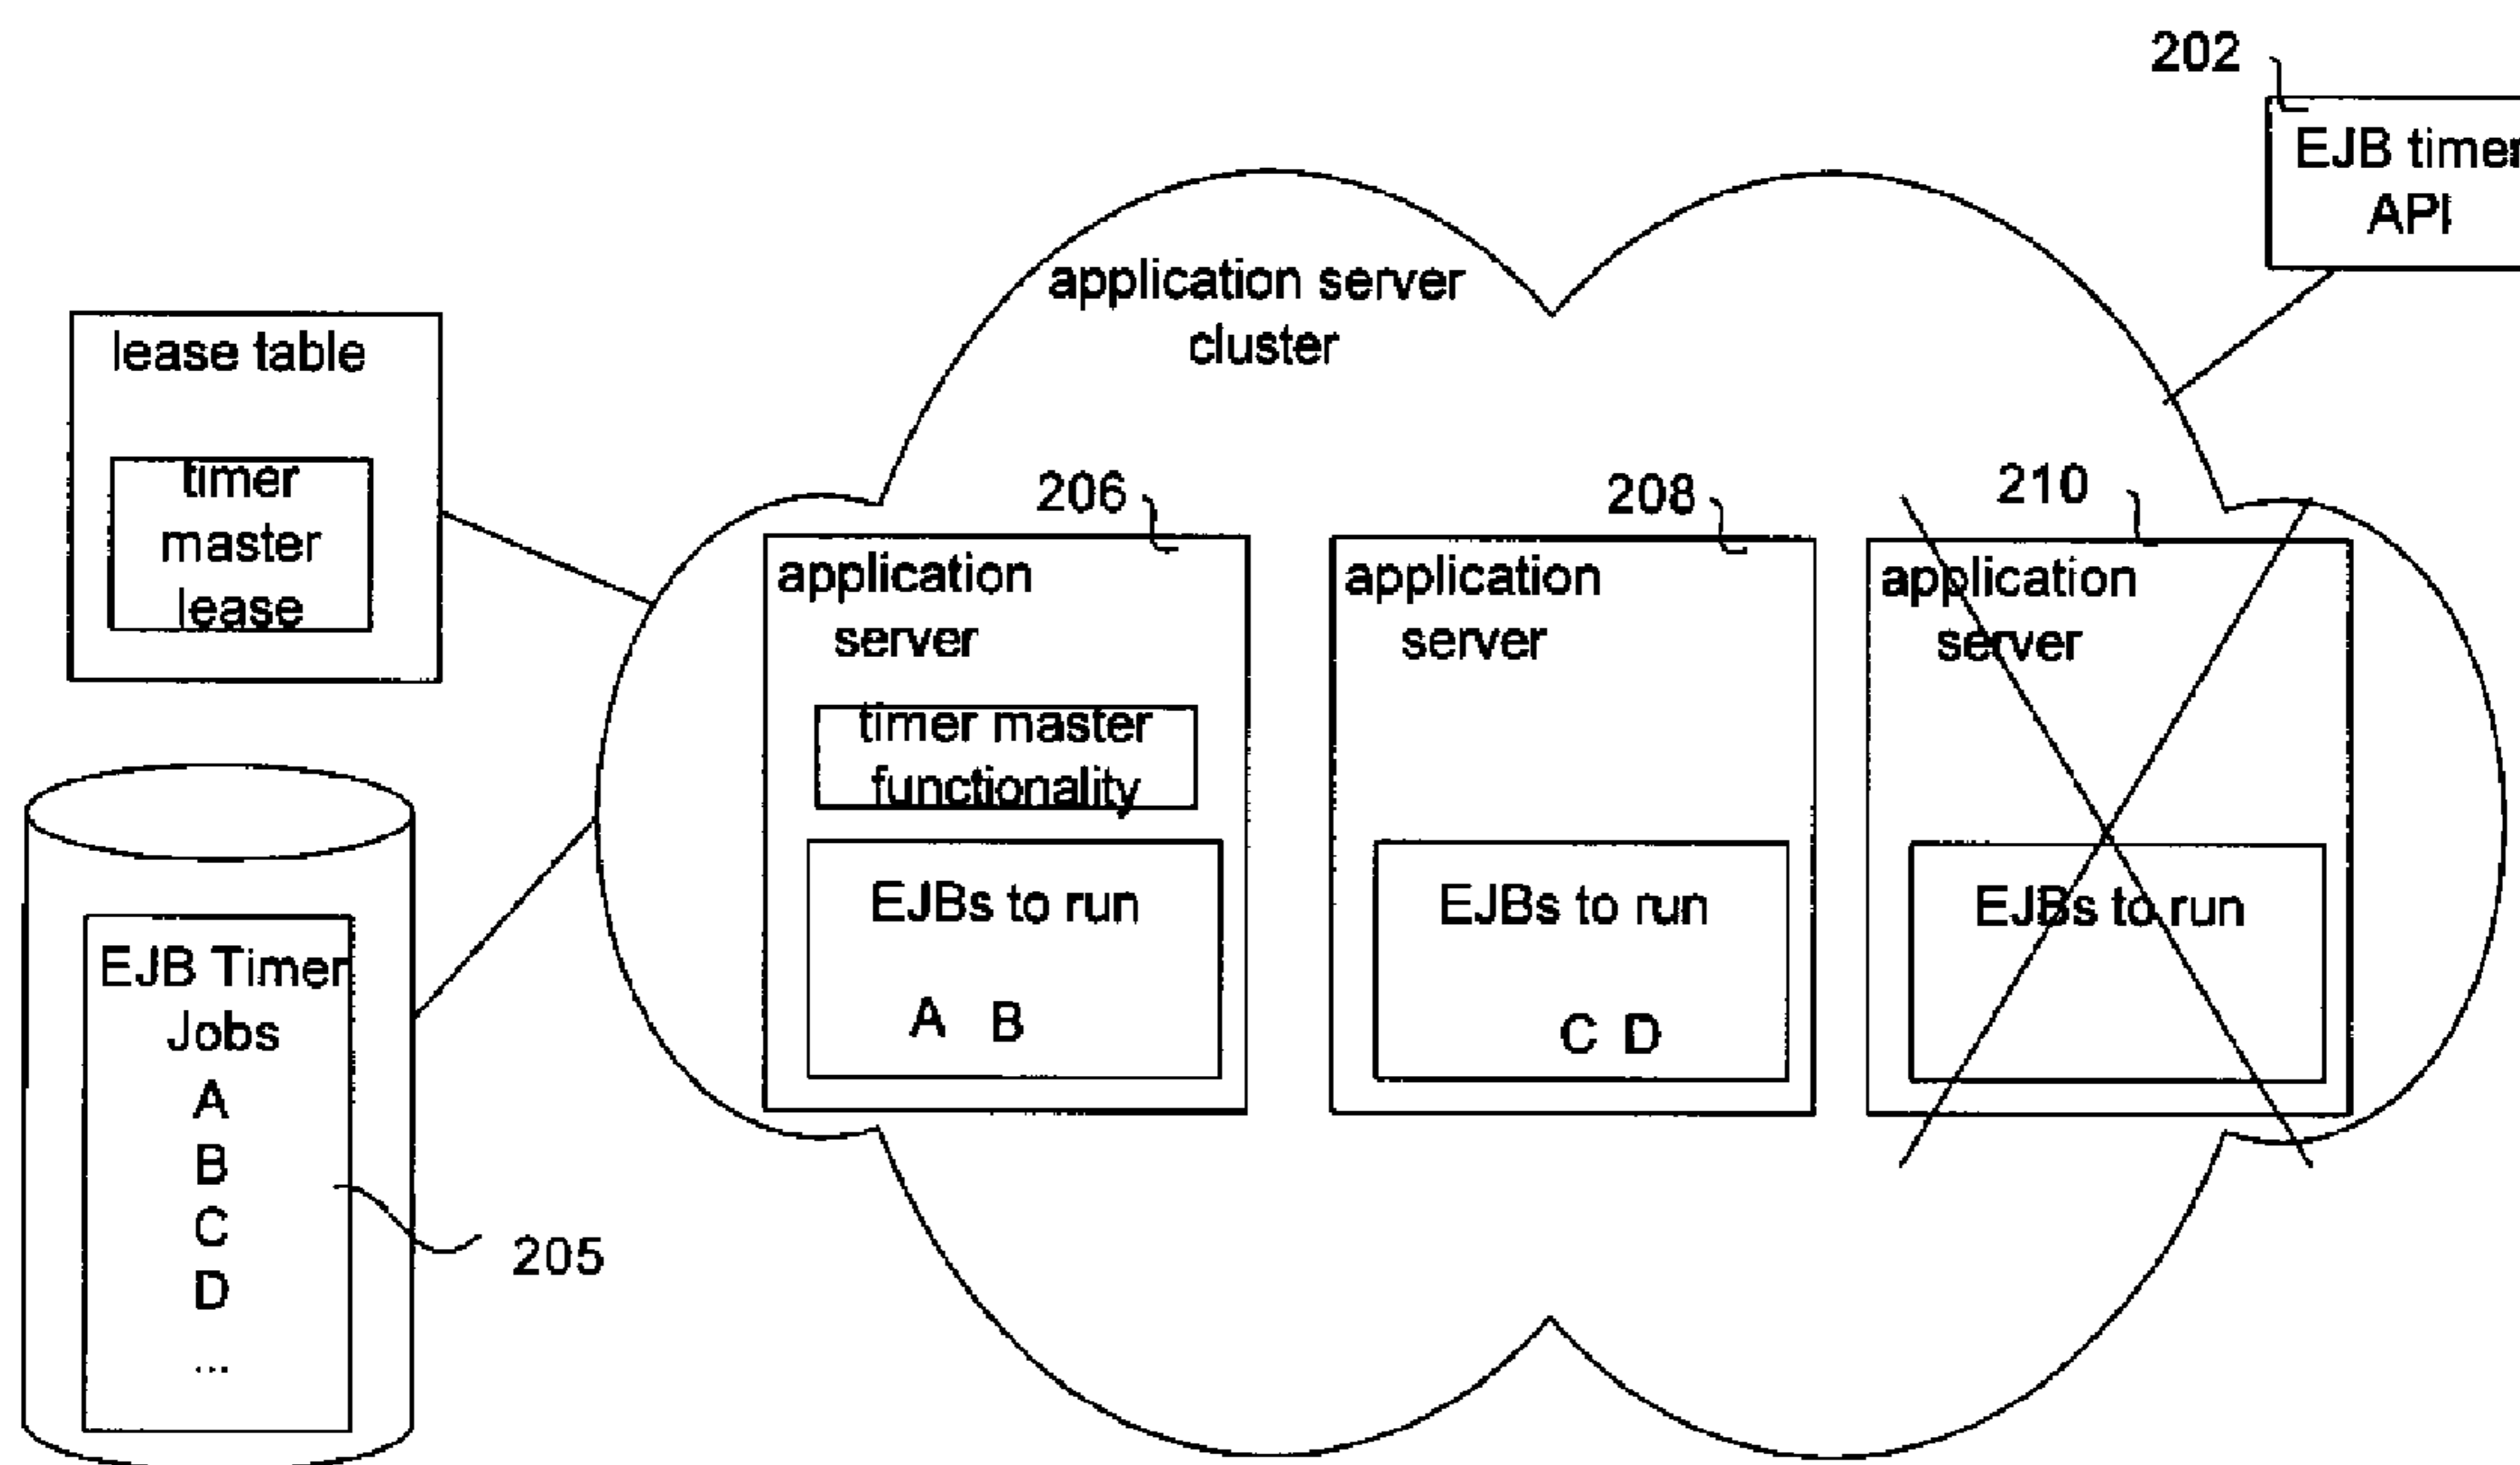 202
EJB timer
API
application server
cluster
lease table
timer
master
lease
206
208
210
application
server
timer master
functionality
EJBs to run
A B
application
server
EJBs to run
C D
application
server
EJBs to run
EJB Timer
Jobs
A
B
C
D
...
205